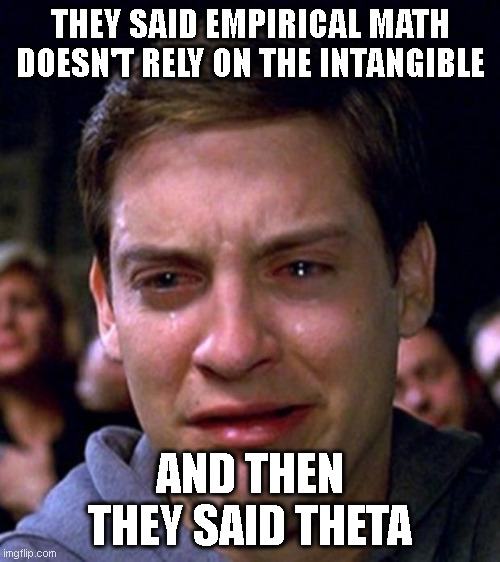 THEY SAID EMPIRICAL MATH
DOESN'T RELY ON THE INTANGIBLE
AND THEN
THEY SAID THETA
imgflip.com